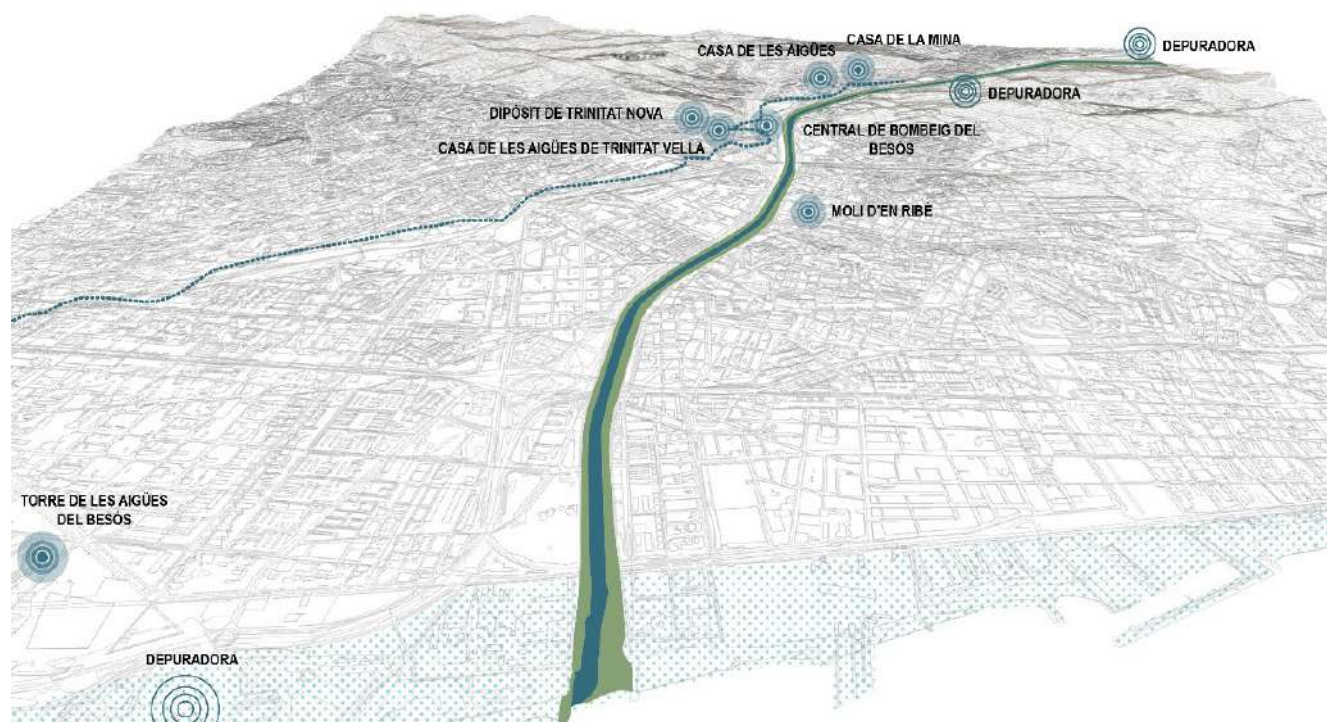 CASA DE LA MINA
CASA DE LES AIGÜES
DEPURADORA
DEPURADORA
DIPÒSIT DE TRINITAT NOVA
CENTRAL DE BOMBEIG DEL
BESÒS
CASA DE LES AIGÜES DE TRINITAT VELLA
MOLI D'EN RIBÉ
TORRE DE LES AIGÜES
DEL BESÒS
DEPURADORA